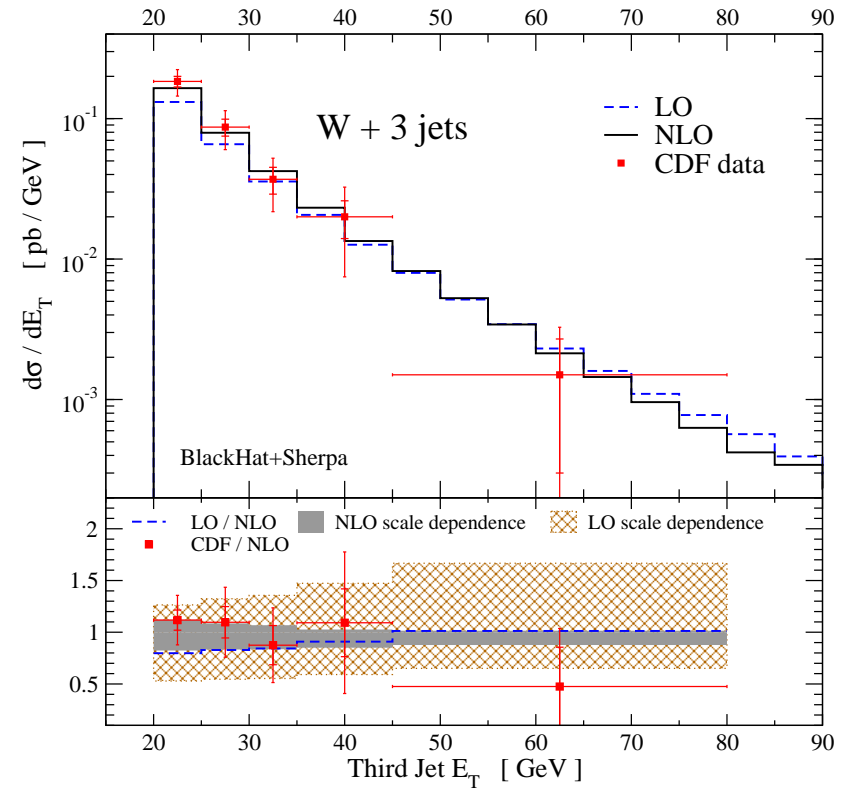 20 30 40 50 60 70 80 90
10^-1
10^-2
10^-3
dσ / dE_T [ pb / GeV ]
W + 3 jets
LO
NLO
CDF data
BlackHat+Sherpa
LO / NLO
CDF / NLO
NLO scale dependence
LO scale dependence
2
1.5
1
0.5
20 30 40 50 60 70 80 90
Third Jet E_T [ GeV ]